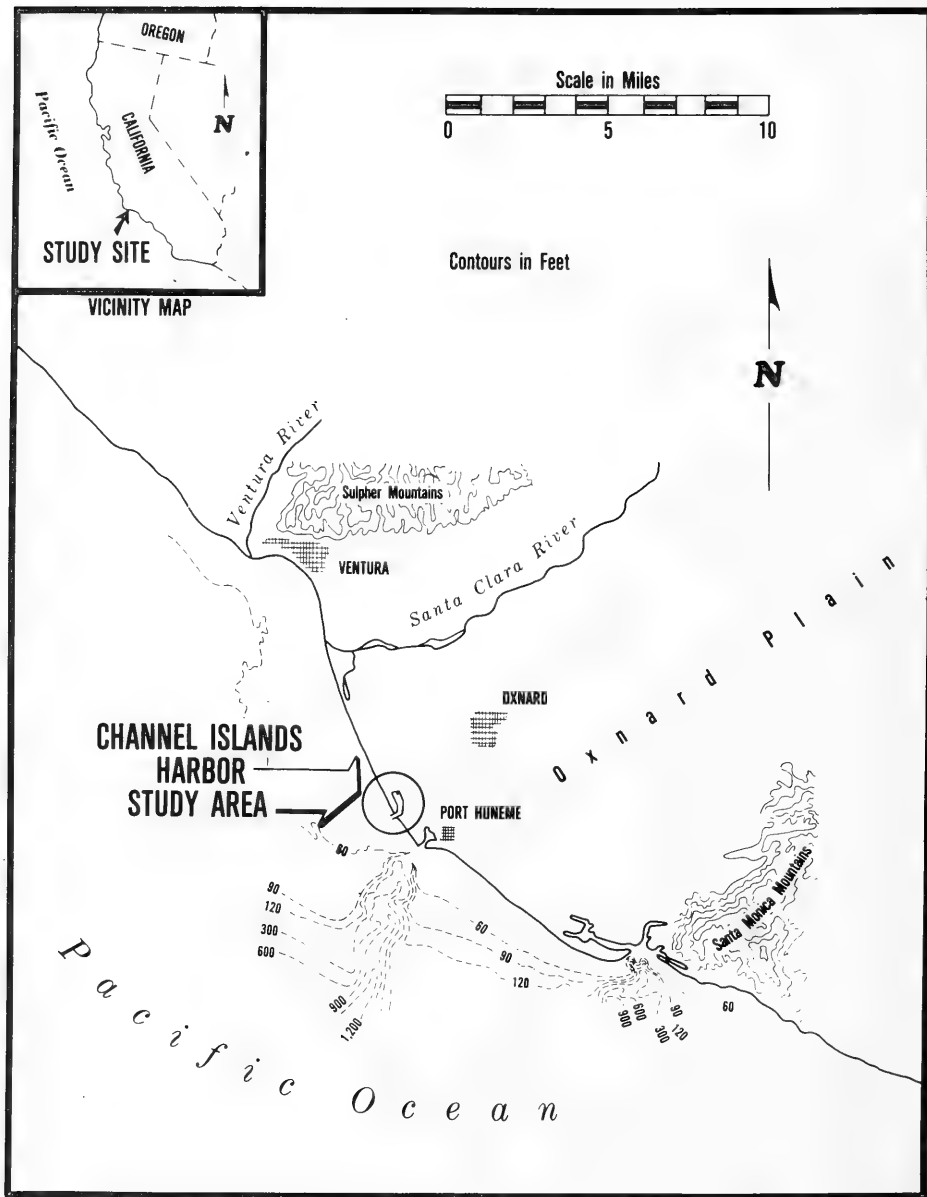 OREGON
Pacific Ocean
CALIFORNIA
N
STUDY SITE
VICINITY MAP
Scale in Miles
0 5 10
Contours in Feet
N
Ventura River
Sulpher Mountains
VENTURA
Santa Clara River
OXNARD
Oxnard Plain
CHANNEL ISLANDS
HARBOR
STUDY AREA
PORT HUNEME
Santa Monica Mountains
60
90
120
300
600
900
1,200
60
90
120
900
600
300
90
120
60
Pacific Ocean